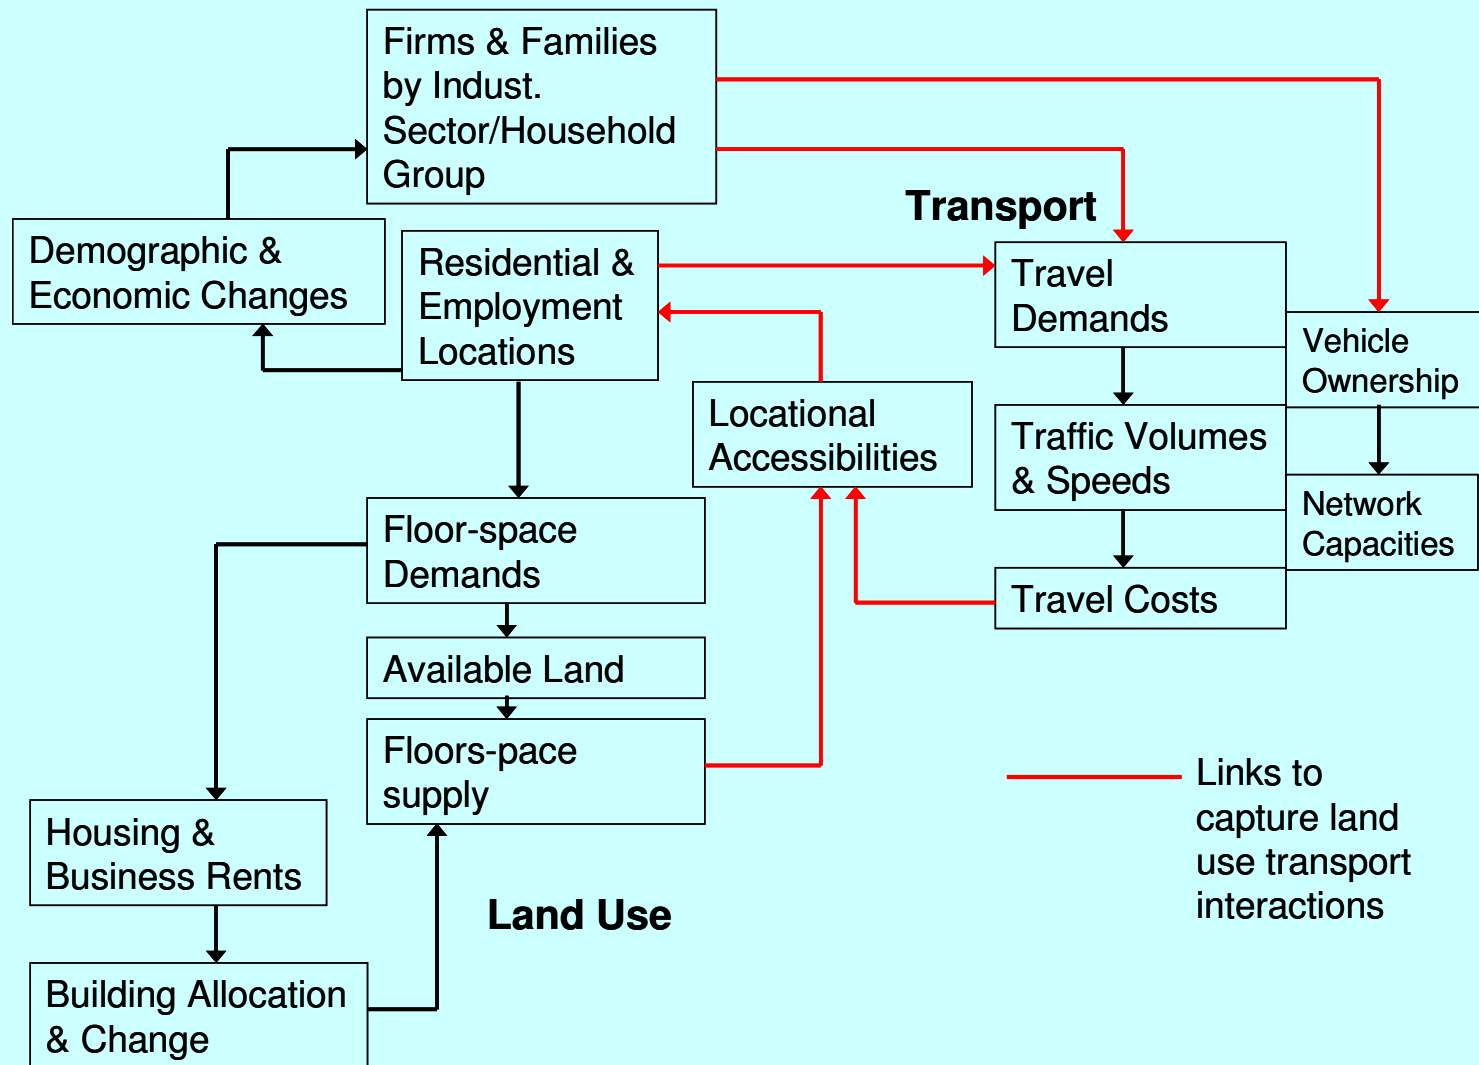 Firms & Families
by Indust.
Sector/Household
Group
Transport
Demographic &
Economic Changes
Residential &
Employment
Locations
Travel
Demands
Vehicle
Ownership
Locational
Accessibilities
Traffic Volumes
& Speeds
Network
Capacities
Floor-space
Demands
Travel Costs
Available Land
Floors-pace
supply
Links to
capture land
use transport
interactions
Housing &
Business Rents
Land Use
Building Allocation
& Change